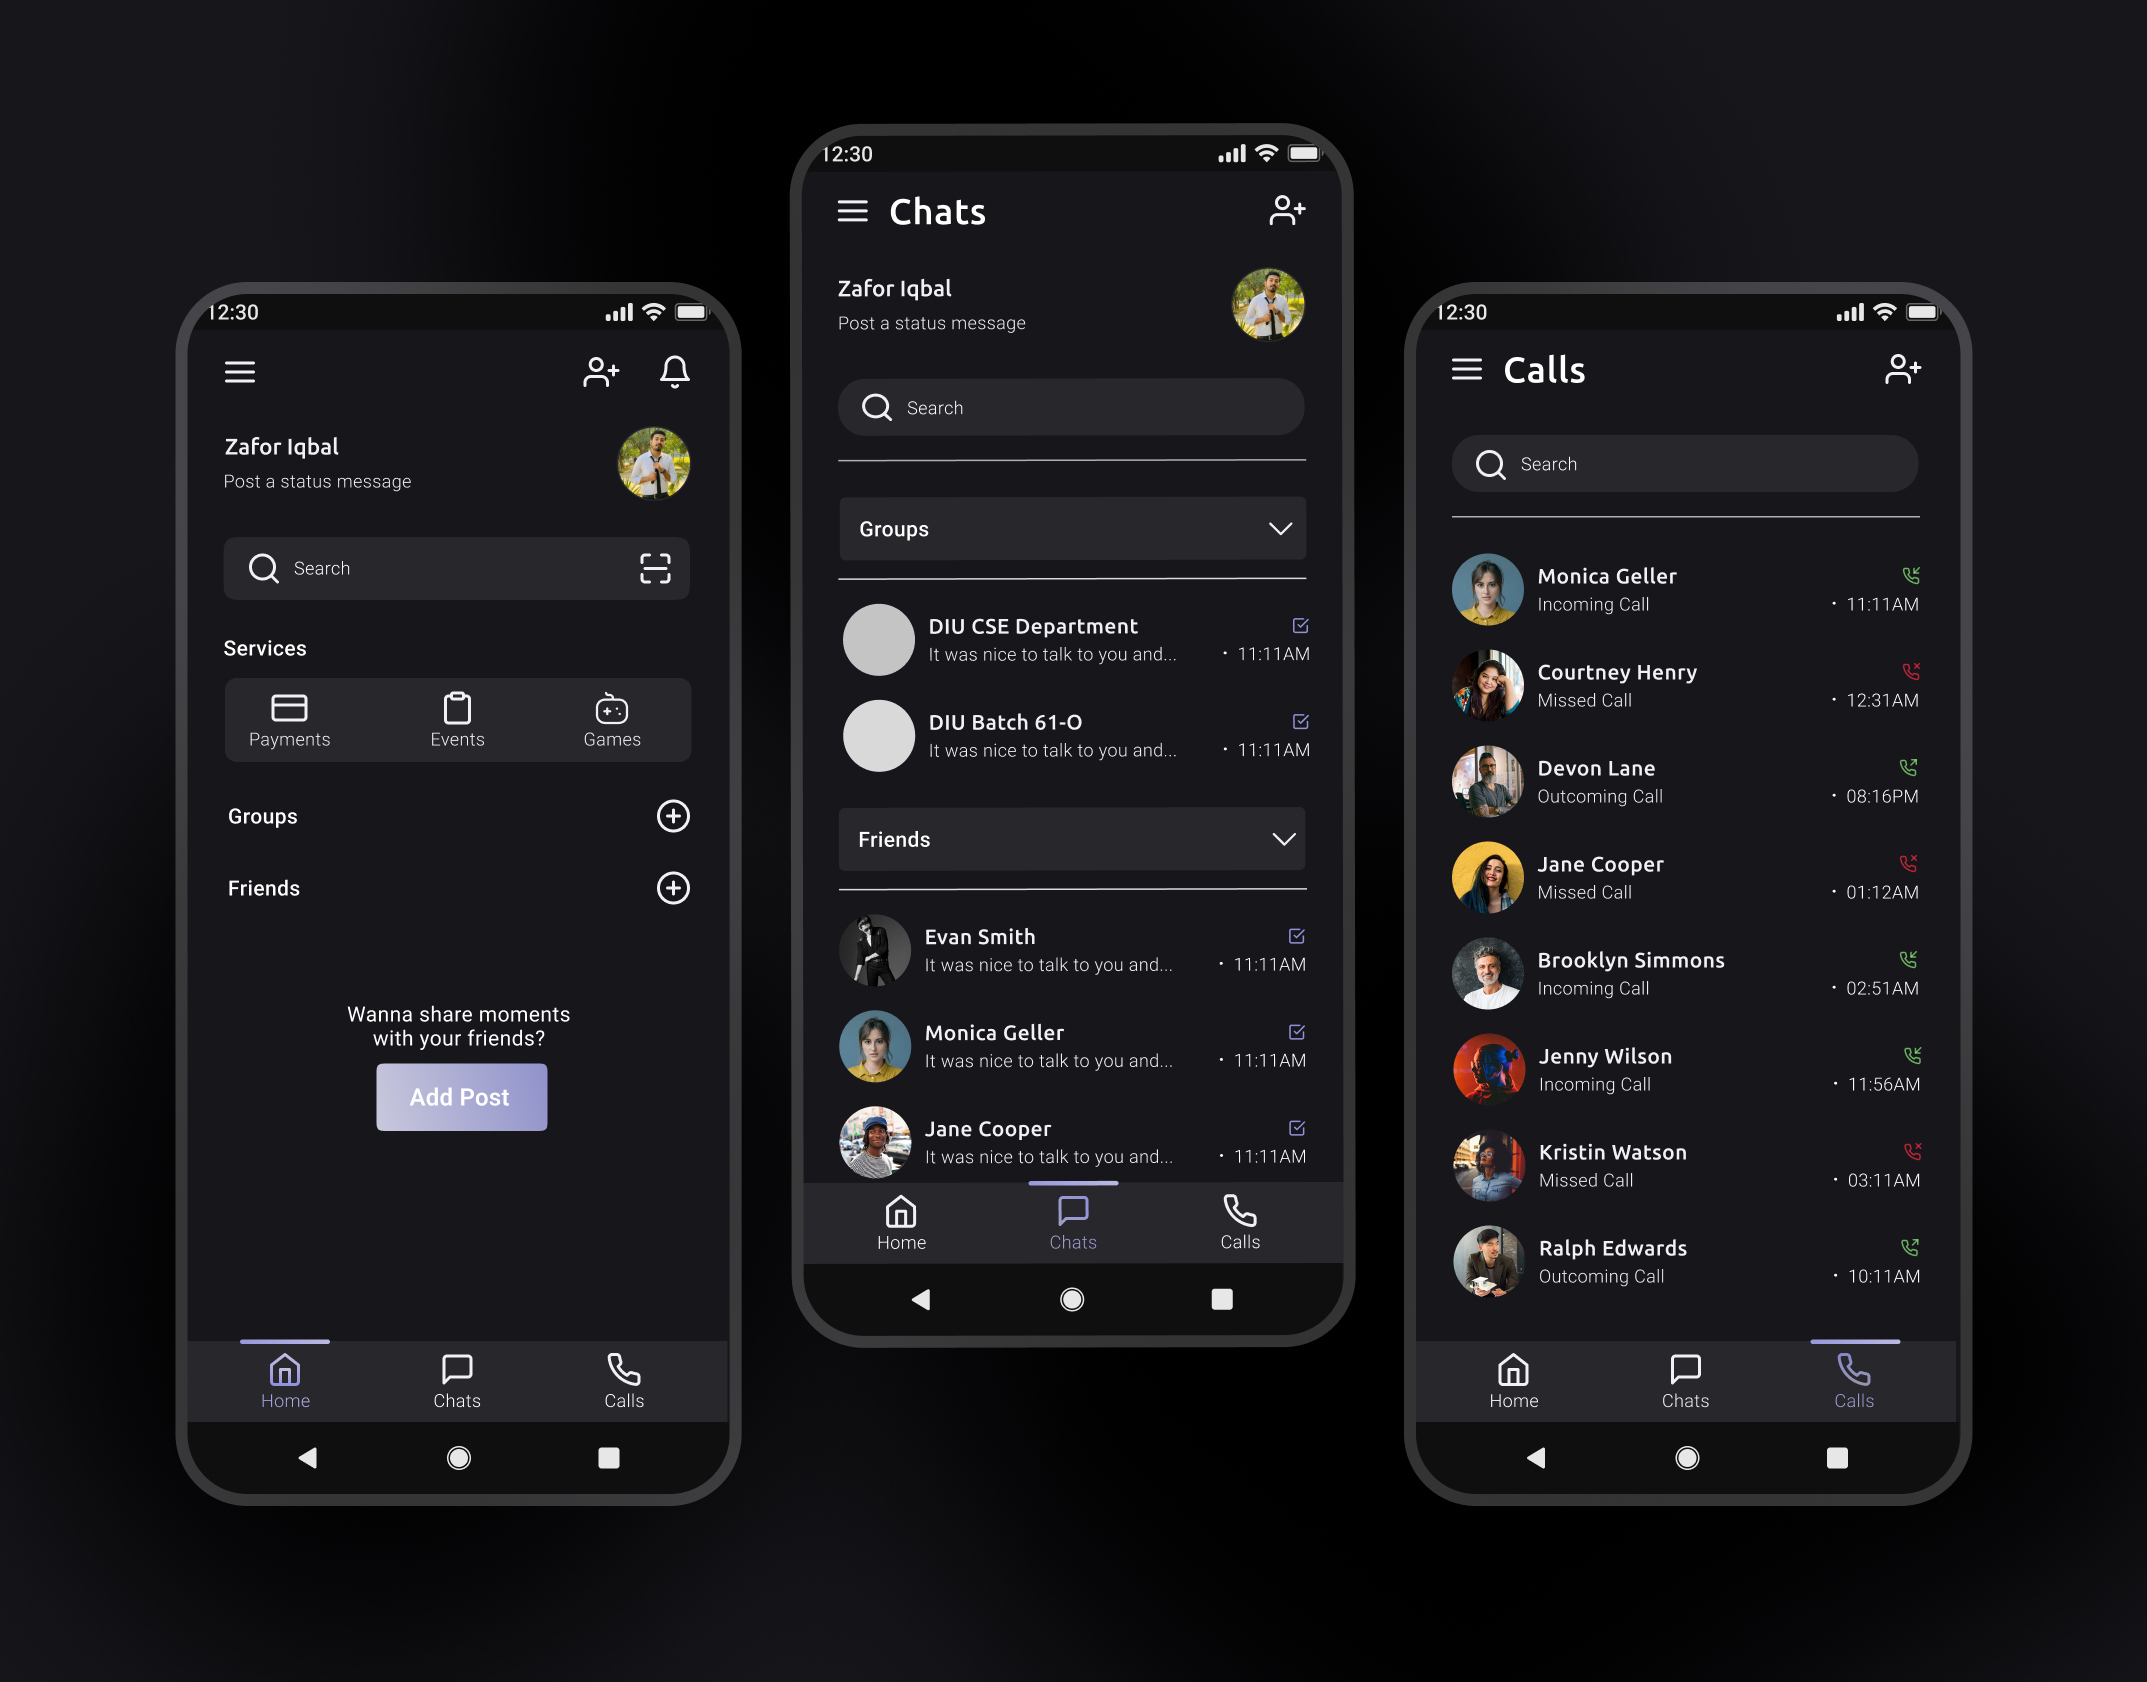 12:30
Zafor Iqbal
Post a status message
Search
Services
Payments
Events
Games
Groups
Friends
Wanna share moments
with your friends?
Add Post
Home
Chats
Calls
12:30
Chats
Zafor Iqbal
Post a status message
Search
Groups
DIU CSE Department
It was nice to talk to you and... • 11:11AM
DIU Batch 61-O
It was nice to talk to you and... • 11:11AM
Friends
Evan Smith
It was nice to talk to you and... • 11:11AM
Monica Geller
It was nice to talk to you and... • 11:11AM
Jane Cooper
It was nice to talk to you and... • 11:11AM
Home
Chats
Calls
12:30
Calls
Search
Monica Geller
Incoming Call • 11:11AM
Courtney Henry
Missed Call • 12:31AM
Devon Lane
Outcoming Call • 08:16PM
Jane Cooper
Missed Call • 01:12AM
Brooklyn Simmons
Incoming Call • 02:51AM
Jenny Wilson
Incoming Call • 11:56AM
Kristin Watson
Missed Call • 03:11AM
Ralph Edwards
Outcoming Call • 10:11AM
Home
Chats
Calls